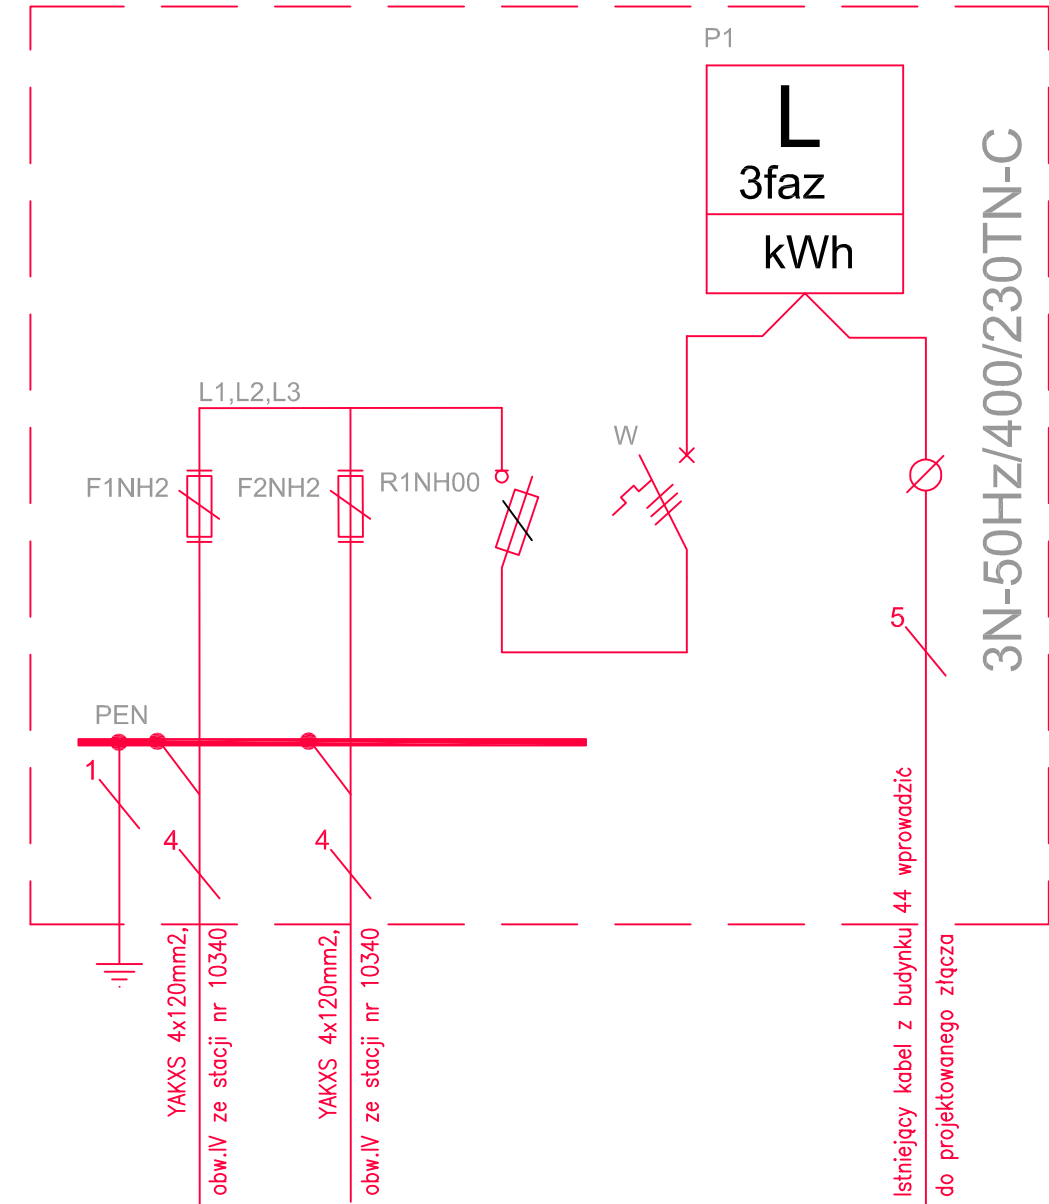 P1
L
3faz
kWh
3N-50Hz/400/230TN-C
L1,L2,L3
W
F1NH2
F2NH2
R1NH00
5
PEN
1
4
4
YAKXS 4x120mm2,
obw.IV ze stacji nr 10340
YAKXS 4x120mm2,
obw.IV ze stacji nr 10340
Istniejący kabel z budynku 44 wprowadzić
do projektowanego złącza